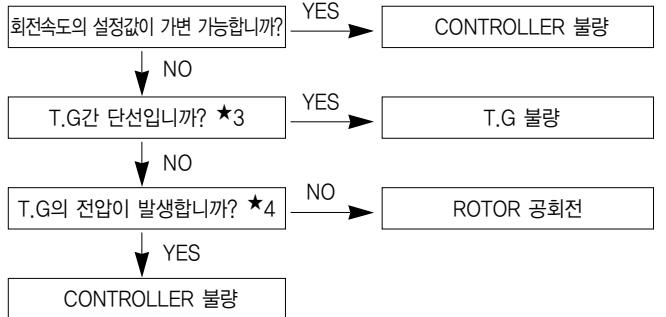 회전속도의 설정값이 가변 가능합니까?
YES
CONTROLLER 불량
NO
T.G간 단선입니까? ★3
YES
T.G 불량
NO
T.G의 전압이 발생합니까? ★4
NO
ROTOR 공회전
YES
CONTROLLER 불량